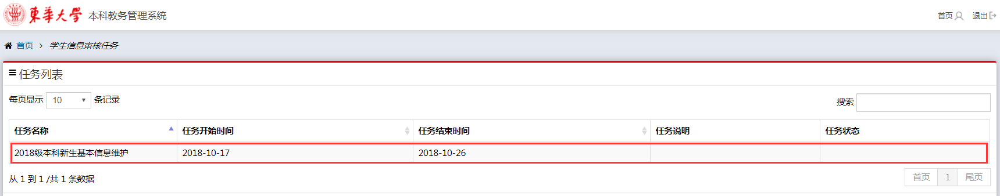 東華大學 本科教务管理系统 首页 退出
首页 > 学生信息审核任务
任务列表
每页显示 10 条记录 搜索
任务名称 任务开始时间 任务结束时间 任务说明 任务状态
2018级本科新生基本信息维护 2018-10-17 2018-10-26
从 1 到 1 /共 1 条数据 首页 1 尾页